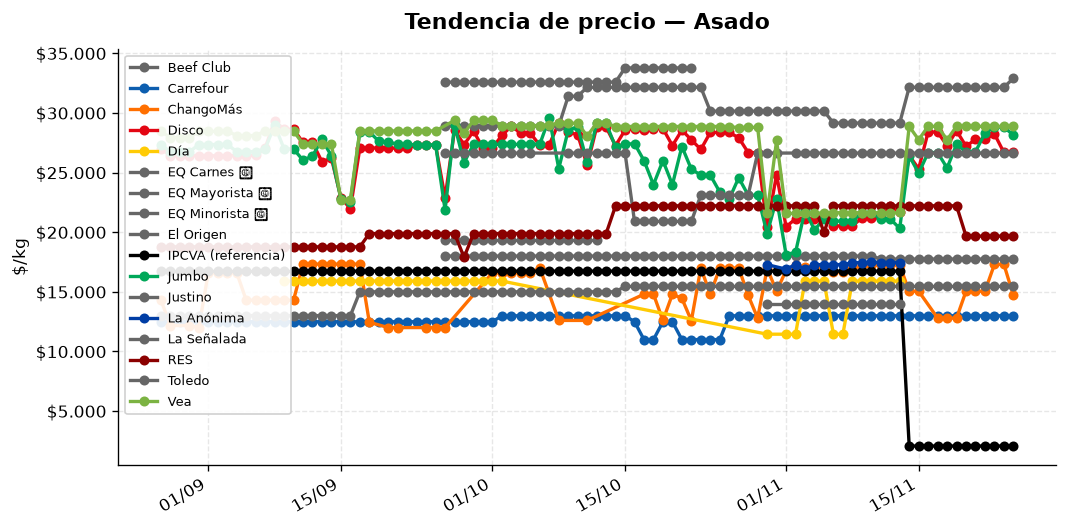 Tendencia de precio — Asado
$/kg
$35.000
$30.000
$25.000
$20.000
$15.000
$10.000
$5.000
Beef Club
Carrefour
ChangoMás
Disco
Día
EQ Carnes
EQ Mayorista
EQ Minorista
El Origen
IPCVA (referencia)
Jumbo
Justino
La Anónima
La Señalada
RES
Toledo
Vea
01/09
15/09
01/10
15/10
01/11
15/11